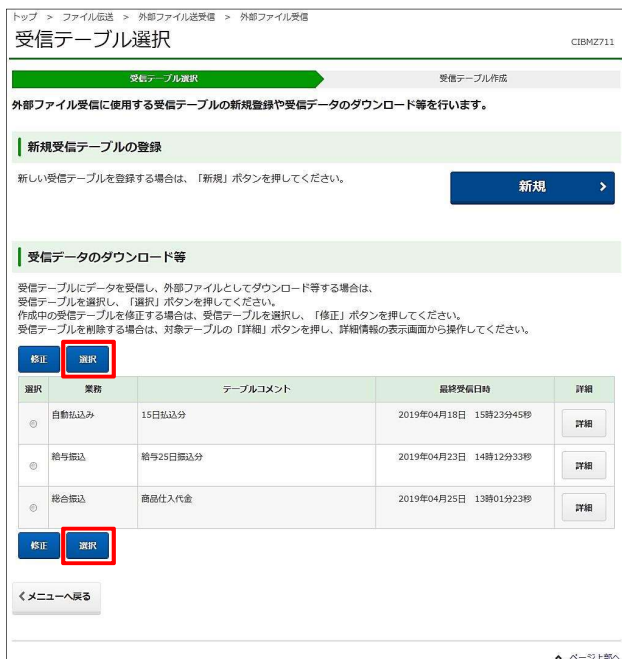 トップ > ファイル伝送 > 外部ファイル送受信 > 外部ファイル受信
受信テーブル選択
CIBMZ711
受信テーブル選択 受信テーブル作成
外部ファイル受信に使用する受信テーブルの新規登録や受信データのダウンロード等を行います。
新規受信テーブルの登録
新しい受信テーブルを登録する場合は、「新規」ボタンを押してください。
新規
受信データのダウンロード等
受信テーブルにデータを受信し、外部ファイルとしてダウンロード等する場合は、
受信テーブルを選択し、「選択」ボタンを押してください。
作成中の受信テーブルを修正する場合は、受信テーブルを選択し、「修正」ボタンを押してください。
受信テーブルを削除する場合は、対象テーブルの「詳細」ボタンを押し、詳細情報の表示画面から操作してください。
修正 選択
選択 業務 テーブルコメント 最終受信日時 詳細
自動払込み 15日払込分 2019年04月18日 15時23分45秒 詳細
給与振込 給与25日振込分 2019年04月23日 14時12分33秒 詳細
総合振込 商品仕入代金 2019年04月25日 13時01分23秒 詳細
修正 選択
メニューへ戻る
ページ上部へ